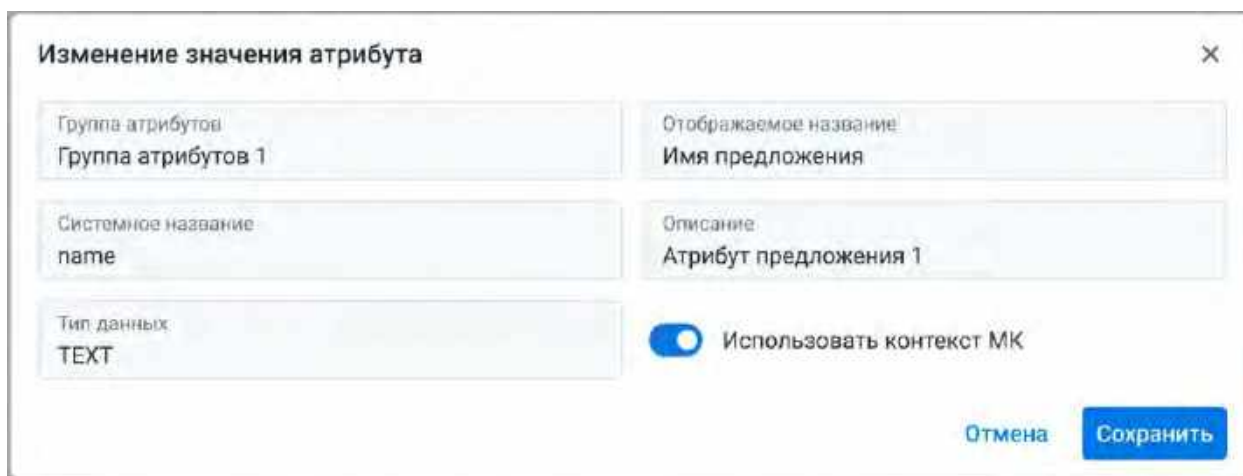 Изменение значения атрибута
Группа атрибутов
Группа атрибутов 1
Отображаемое название
Имя предложения
Системное название
name
Описание
Атрибут предложения 1
Тип данных
TEXT
Использовать контекст МК
Отмена
Сохранить